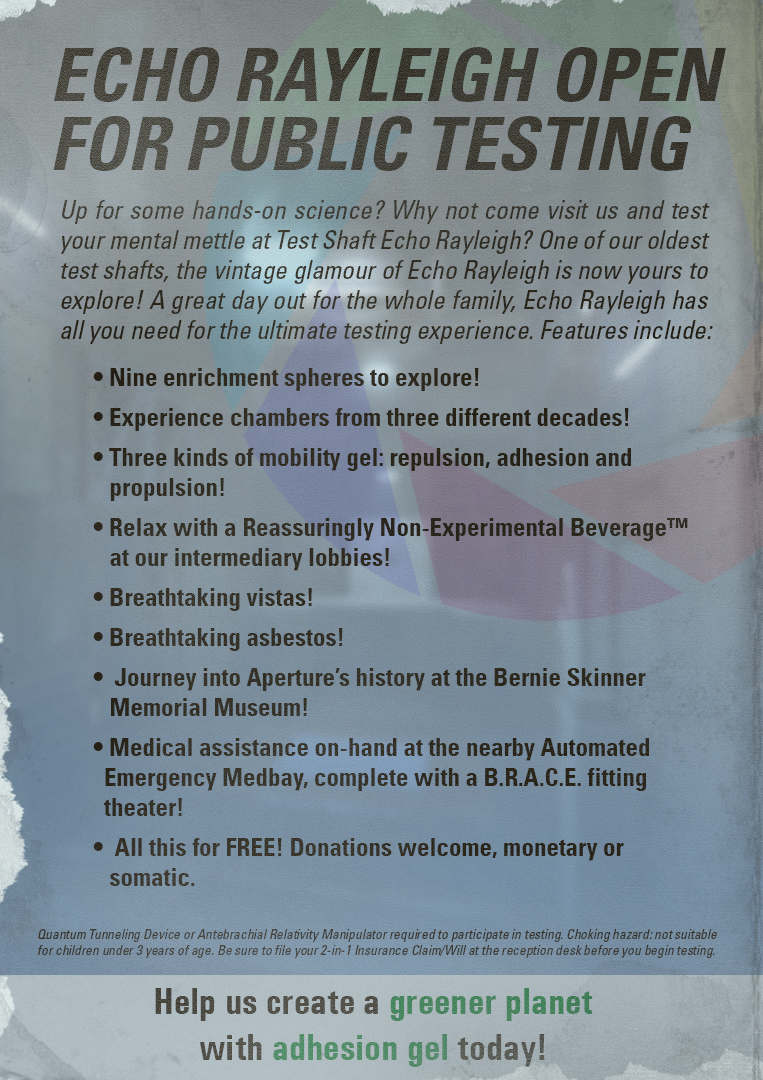 ECHO RAYLEIGH OPEN
FOR PUBLIC TESTING
Up for some hands-on science? Why not come visit us and test
your mental mettle at Test Shaft Echo Rayleigh? One of our oldest
test shafts, the vintage glamour of Echo Rayleigh is now yours to
explore! A great day out for the whole family, Echo Rayleigh has
all you need for the ultimate testing experience. Features include:
• Nine enrichment spheres to explore!
• Experience chambers from three different decades!
• Three kinds of mobility gel: repulsion, adhesion and
propulsion!
• Relax with a Reassuringly Non-Experimental Beverage™
at our intermediary lobbies!
• Breathtaking vistas!
• Breathtaking asbestos!
• Journey into Aperture’s history at the Bernie Skinner
Memorial Museum!
• Medical assistance on-hand at the nearby Automated
Emergency Medbay, complete with a B.R.A.C.E. fitting
theater!
• All this for FREE! Donations welcome, monetary or
somatic.
Quantum Tunneling Device or Antebrachial Relativity Manipulator required to participate in testing. Choking hazard: not suitable
for children under 3 years of age. Be sure to file your 2-in-1 Insurance Claim/Will at the reception desk before you begin testing.
Help us create a greener planet
with adhesion gel today!